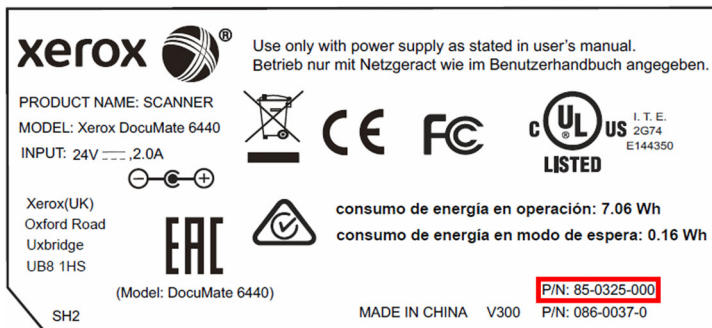 xerox ®
Use only with power supply as stated in user's manual.
Betrieb nur mit Netzgeract wie im Benutzerhandbuch angegeben.
PRODUCT NAME: SCANNER
MODEL: Xerox DocuMate 6440
INPUT: 24V ⎓,2.0A
CE
FC
C UL ® US
LISTED
I. T. E.
2G74
E144350
Xerox(UK)
Oxford Road
Uxbridge
UB8 1HS
EAC
(Model: DocuMate 6440)
consumo de energía en operación: 7.06 Wh
consumo de energía en modo de espera: 0.16 Wh
P/N: 85-0325-000
SH2
MADE IN CHINA V300 P/N: 086-0037-0